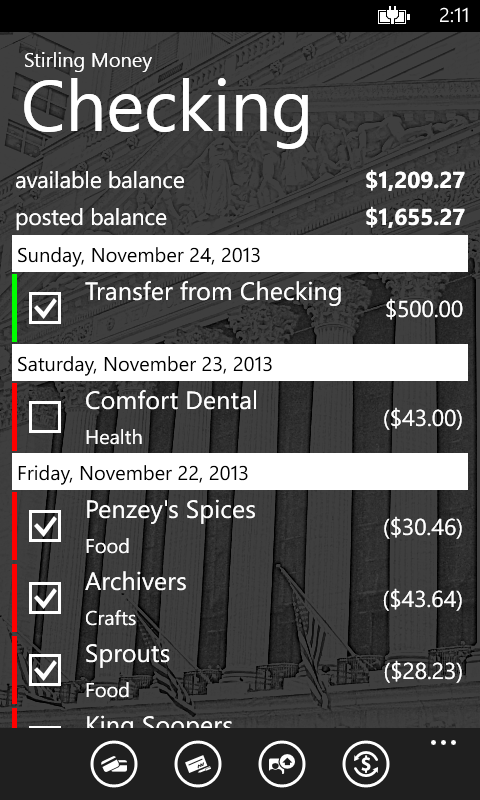 2:11
Stirling Money
Checking
available balance $1,209.27
posted balance $1,655.27
Sunday, November 24, 2013
Transfer from Checking
$500.00
Saturday, November 23, 2013
Comfort Dental
($43.00)
Health
Friday, November 22, 2013
Penzey's Spices
($30.46)
Food
Archivers
($43.64)
Crafts
Sprouts
($28.23)
Food
King Soopers